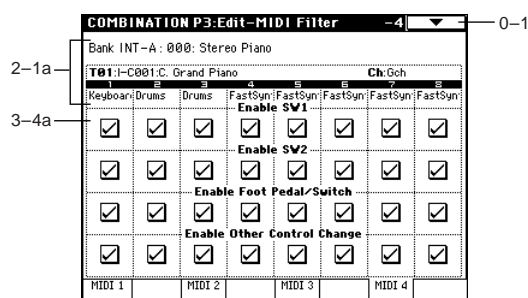 COMBINATION P3:Edit-MIDI Filter -4 0-1
Bank INT-A: 000: Stereo Piano
2-1a
T01:I-C001:C. Grand Piano Ch:Gch
1 2 3 4 5 6 7 8
Keyboar Drums Drums FastSyn FastSyn FastSyn FastSyn FastSyn
Enable SW1
3-4a
Enable SW2
Enable Foot Pedal/Switch
Enable Other Control Change
MIDI 1 MIDI 2 MIDI 3 MIDI 4